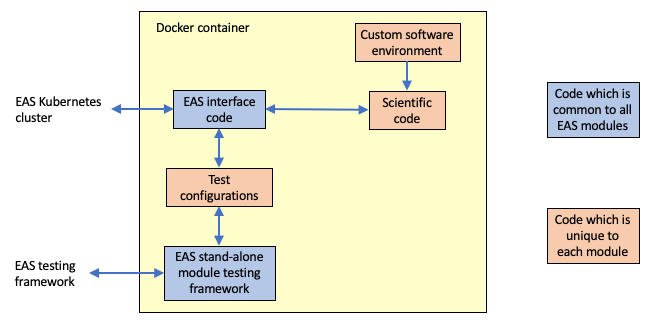 Docker container
Custom software
environment
EAS Kubernetes
cluster
EAS interface
code
Scientific
code
Code which is
common to all
EAS modules
Test
configurations
Code which is
unique to
each module
EAS testing
framework
EAS stand-alone
module testing
framework